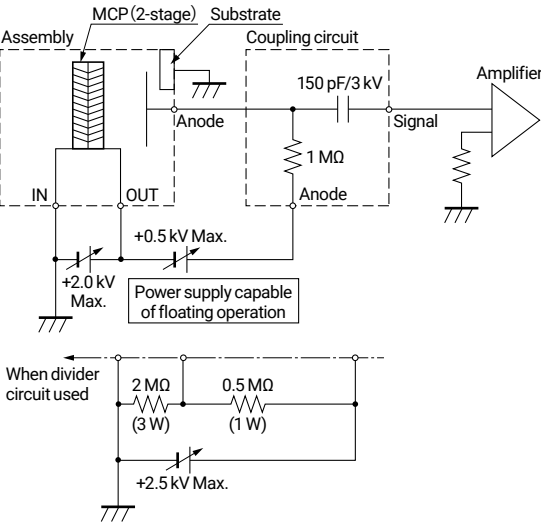 MCP (2-stage)
Substrate
Assembly
Coupling circuit
150 pF/3 kV
Amplifier
Anode
Signal
1 MΩ
IN
OUT
Anode
+0.5 kV Max.
+2.0 kV
Max.
Power supply capable
of floating operation
When divider
circuit used
2 MΩ
(3 W)
0.5 MΩ
(1 W)
+2.5 kV Max.